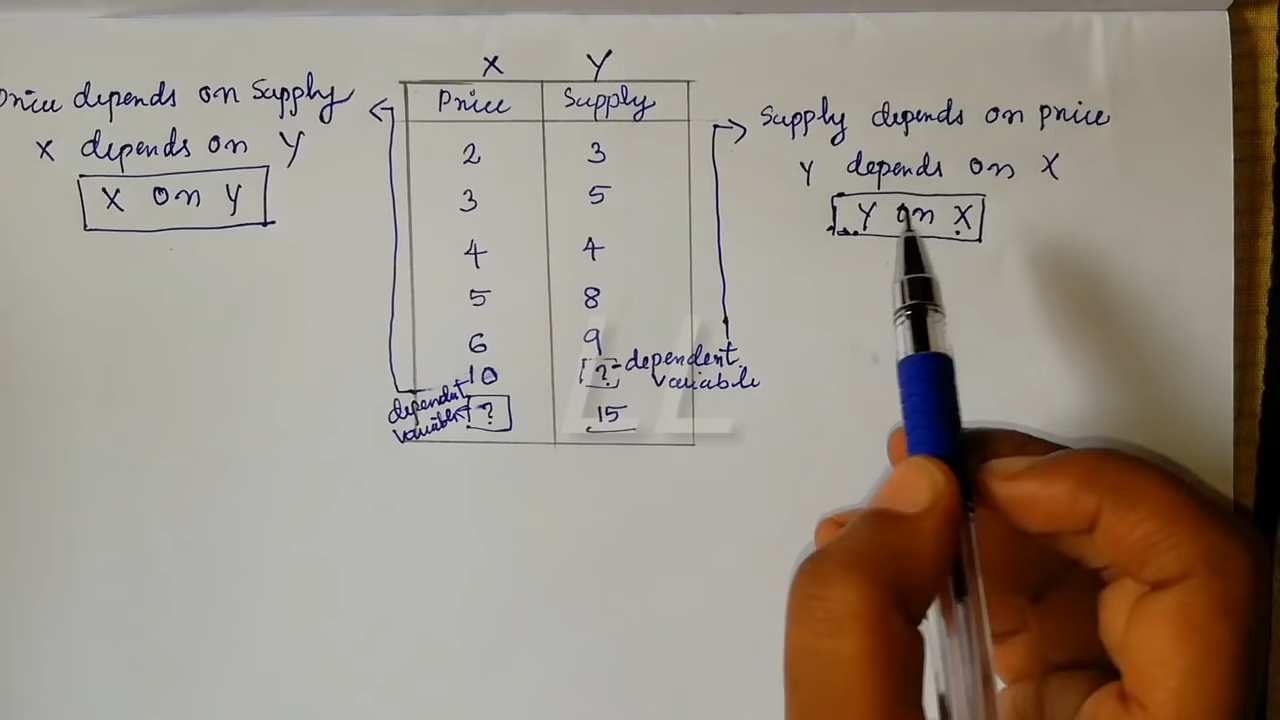 X Y
Price Supply
2 3
3 5
4 4
5 8
6 9
10 ? - dependent variable
dependent variable ? 15
depends on Supply
X depends on Y
X on Y
Supply depends on price
Y depends on X
Y on X
LL